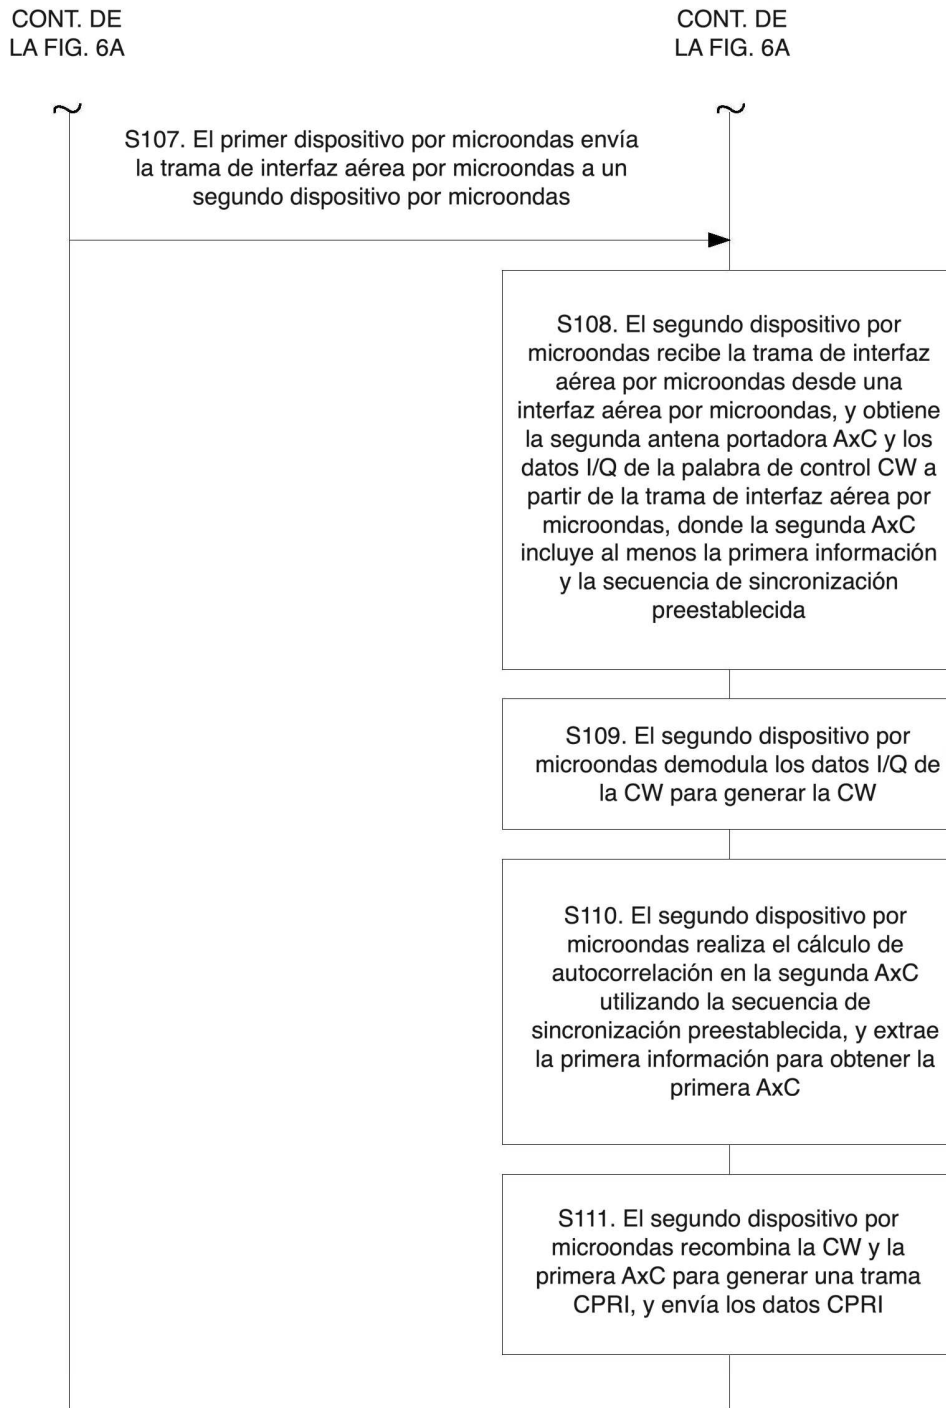 CONT. DE
LA FIG. 6A
CONT. DE
LA FIG. 6A
S107. El primer dispositivo por microondas envía
la trama de interfaz aérea por microondas a un
segundo dispositivo por microondas
S108. El segundo dispositivo por
microondas recibe la trama de interfaz
aérea por microondas desde una
interfaz aérea por microondas, y obtiene
la segunda antena portadora AxC y los
datos I/Q de la palabra de control CW a
partir de la trama de interfaz aérea por
microondas, donde la segunda AxC
incluye al menos la primera información
y la secuencia de sincronización
preestablecida
S109. El segundo dispositivo por
microondas demodula los datos I/Q de
la CW para generar la CW
S110. El segundo dispositivo por
microondas realiza el cálculo de
autocorrelación en la segunda AxC
utilizando la secuencia de
sincronización preestablecida, y extrae
la primera información para obtener la
primera AxC
S111. El segundo dispositivo por
microondas recombina la CW y la
primera AxC para generar una trama
CPRI, y envía los datos CPRI